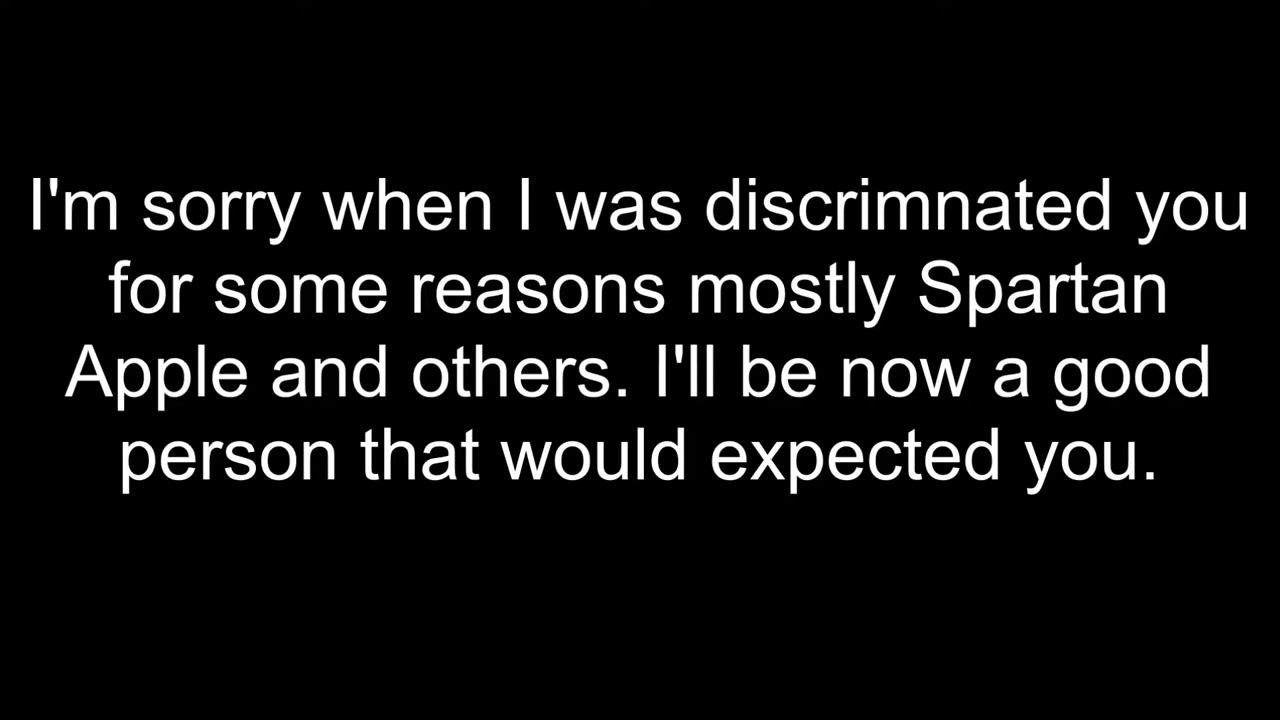 I'm sorry when I was discrimnated you
for some reasons mostly Spartan
Apple and others. I'll be now a good
person that would expected you.